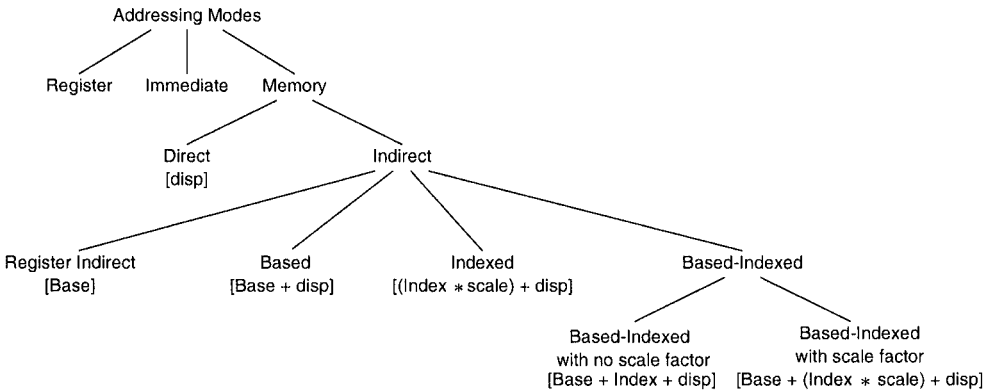 Addressing Modes
Register Immediate Memory
Direct Indirect
[disp]
Register Indirect Based Indexed Based-Indexed
[Base] [Base + disp] [(Index * scale) + disp]
Based-Indexed Based-Indexed
with no scale factor with scale factor
[Base + Index + disp] [Base + (Index * scale) + disp]